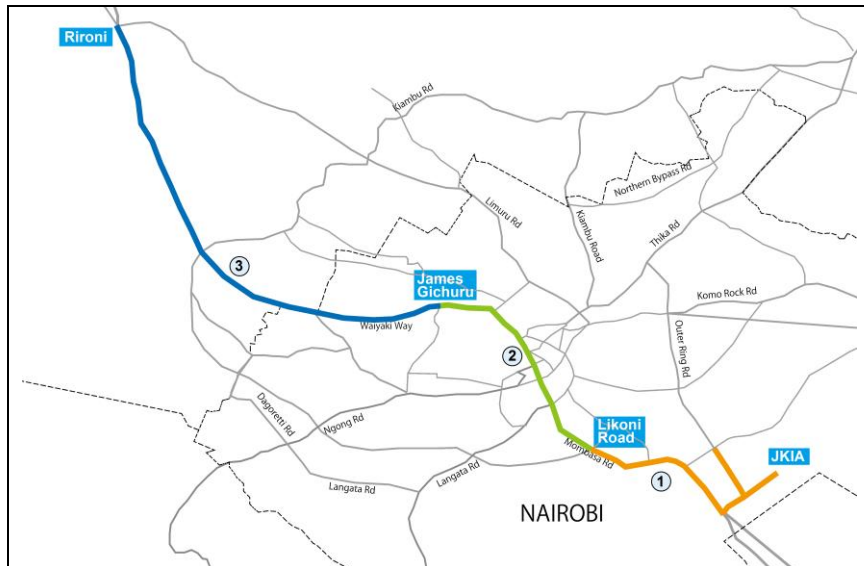 Rironi
Kiambu Rd
Northern Bypass Rd
Limuru Rd
Kiambu Road
Thika Rd
3
James
Gichuru
Komo Rock Rd
Waiyaki Way
Outer Ring Rd
2
Dagoretti Rd
Ngong Rd
Likoni
Road
Mombasa Rd
JKIA
Langata Rd
Langata Rd
1
NAIROBI